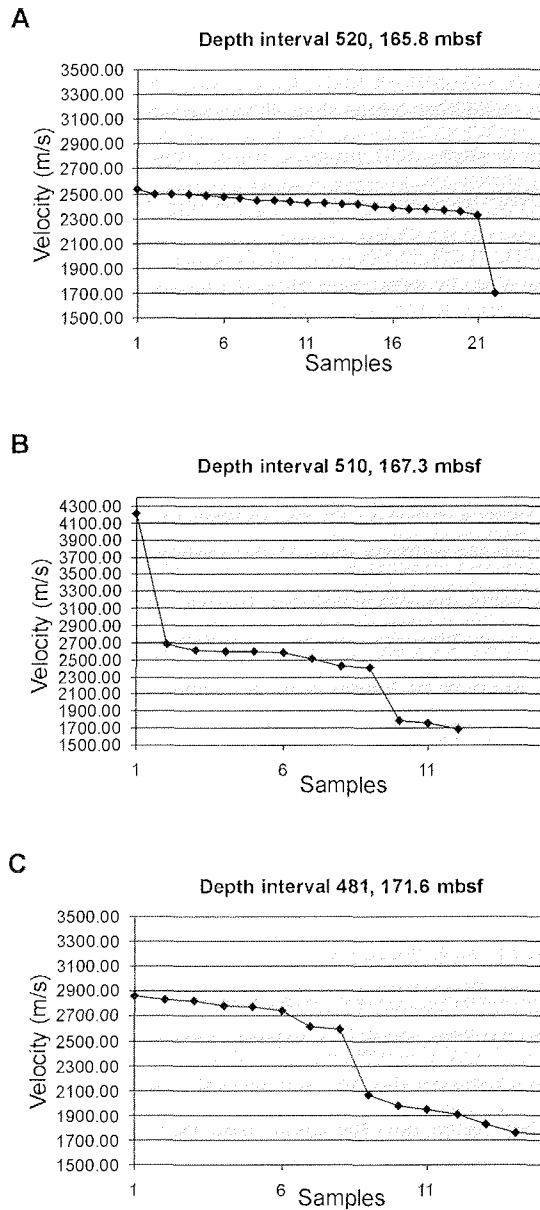 A
Depth interval 520, 165.8 mbsf
3500.00
3300.00
3100.00
2900.00
2700.00
2500.00
2300.00
2100.00
1900.00
1700.00
1500.00
Velocity (m/s)
1 6 11 16 21
Samples
B
Depth interval 510, 167.3 mbsf
4300.00
4100.00
3900.00
3700.00
3500.00
3300.00
3100.00
2900.00
2700.00
2500.00
2300.00
2100.00
1900.00
1700.00
1500.00
Velocity (m/s)
1 6 11
Samples
C
Depth interval 481, 171.6 mbsf
3500.00
3300.00
3100.00
2900.00
2700.00
2500.00
2300.00
2100.00
1900.00
1700.00
1500.00
Velocity (m/s)
1 6 11
Samples